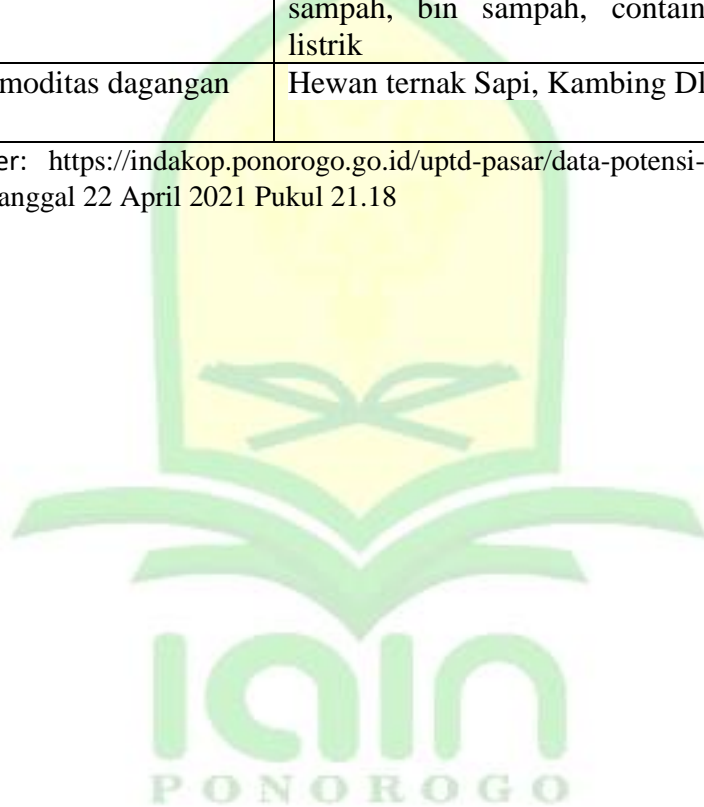 sampah, bin sampah, contain
listrik
moditas dagangan Hewan ternak Sapi, Kambing Dl
er: https://indakop.ponorogo.go.id/uptd-pasar/data-potensi-
anggal 22 April 2021 Pukul 21.18
iain
PONOROGO